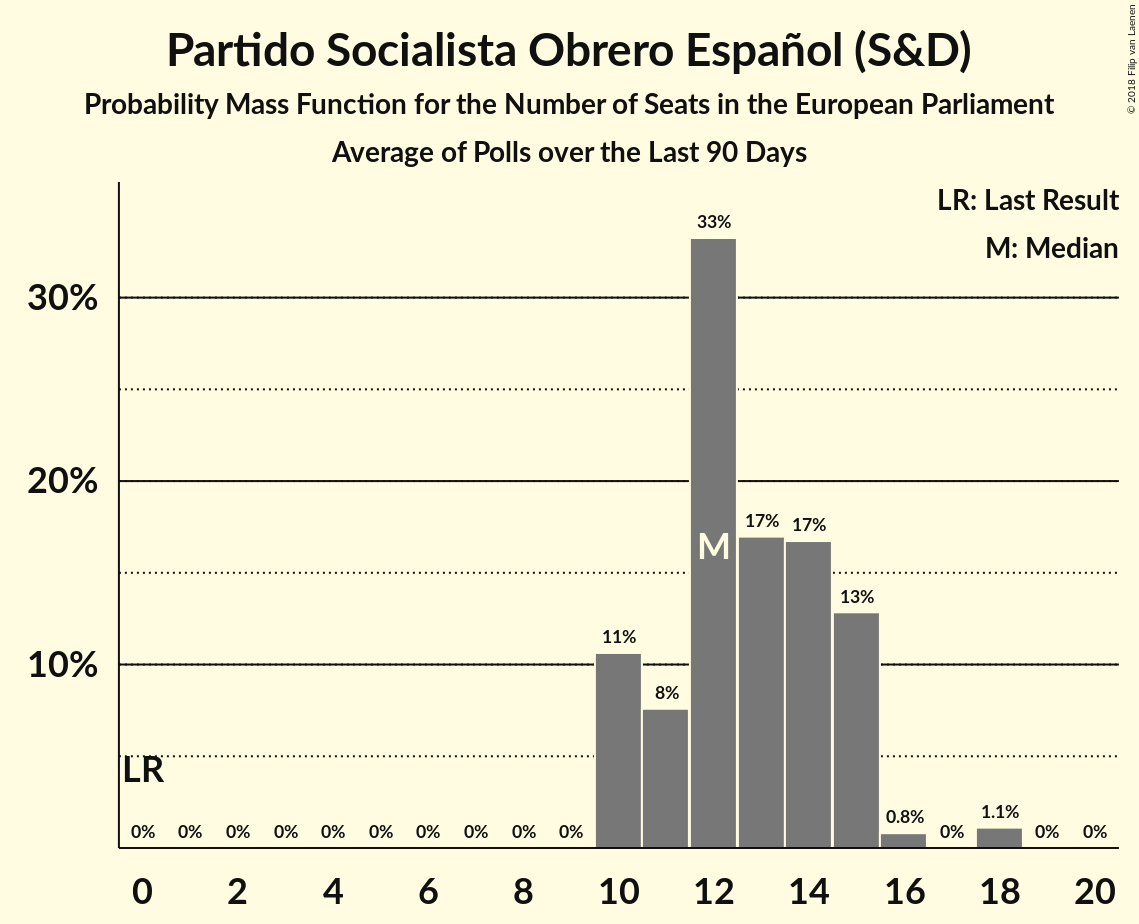 Partido Socialista Obrero Español (S&D)
Probability Mass Function for the Number of Seats in the European Parliament
Average of Polls over the Last 90 Days
© 2018 Filip van Laenen
LR: Last Result
M: Median
30%
20%
10%
33%
17%
17%
13%
11%
8%
0.8%
1.1%
M
LR
0% 0% 0% 0% 0% 0% 0% 0% 0% 0% 0% 0% 0%
0 2 4 6 8 10 12 14 16 18 20